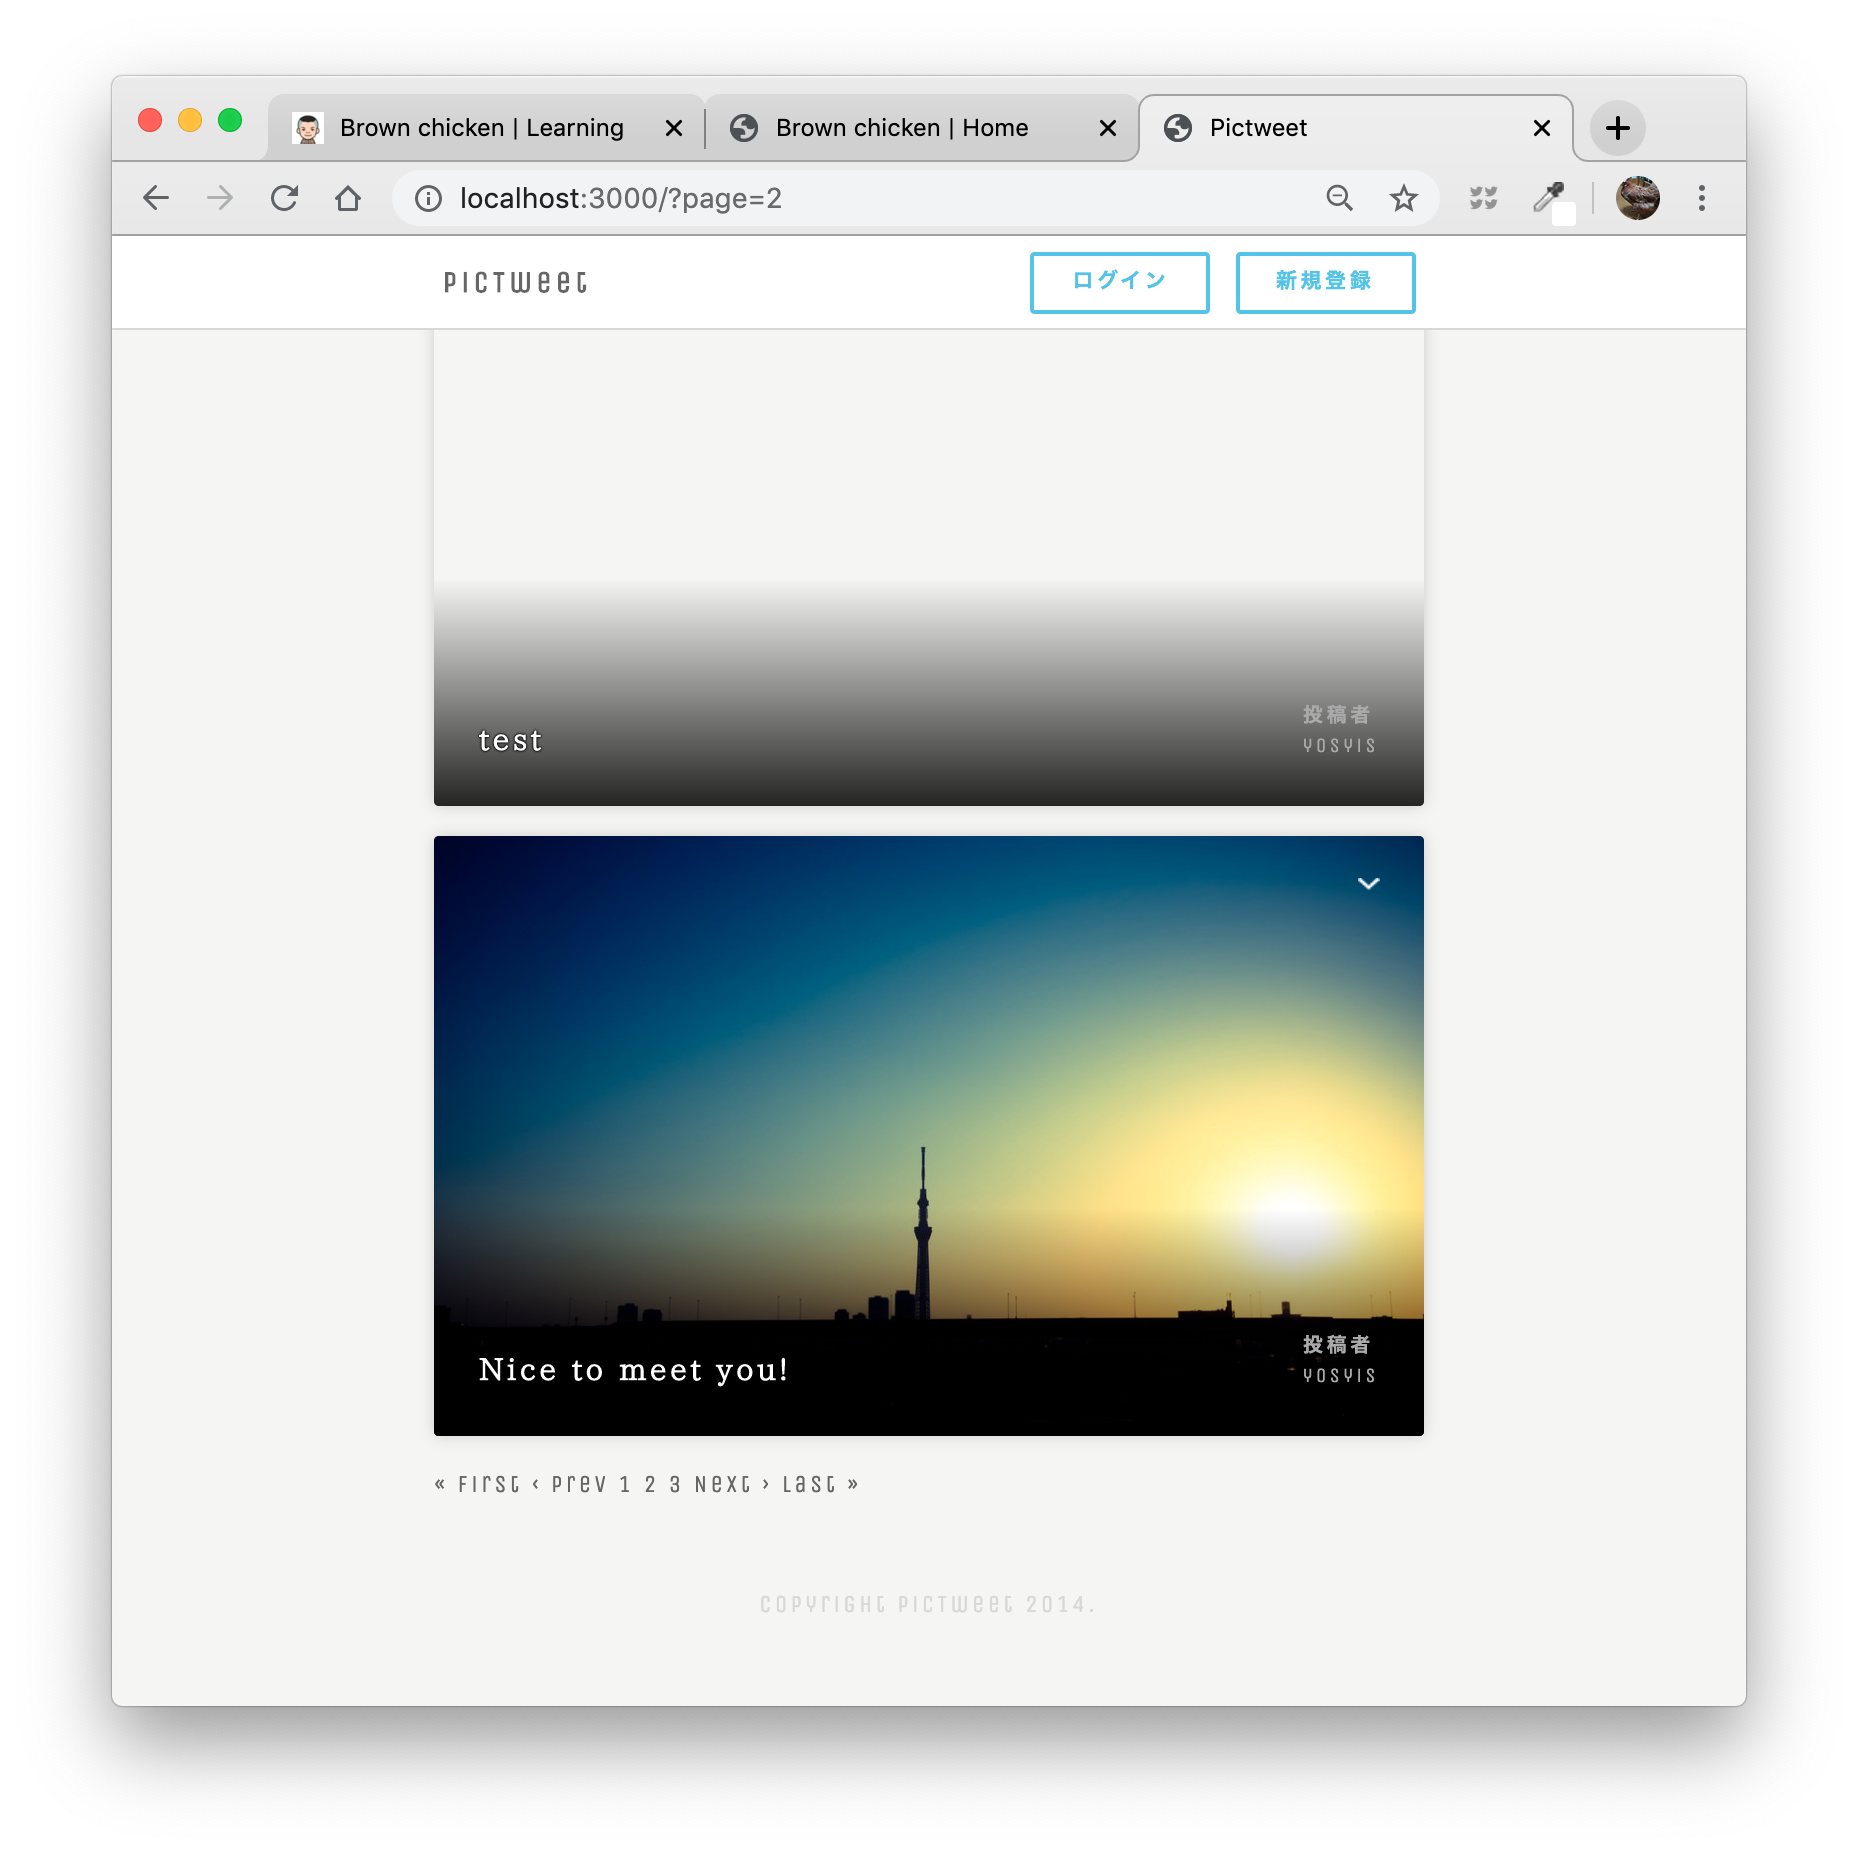 Brown chicken | Learning
Brown chicken | Home
Pictweet
localhost:3000/?page=2
PICTWEET
ログイン
新規登録
test
投稿者
YOSYIS
Nice to meet you!
投稿者
YOSYIS
« First ‹ Prev 1 2 3 Next › Last »
Copyright PicTweet 2014.